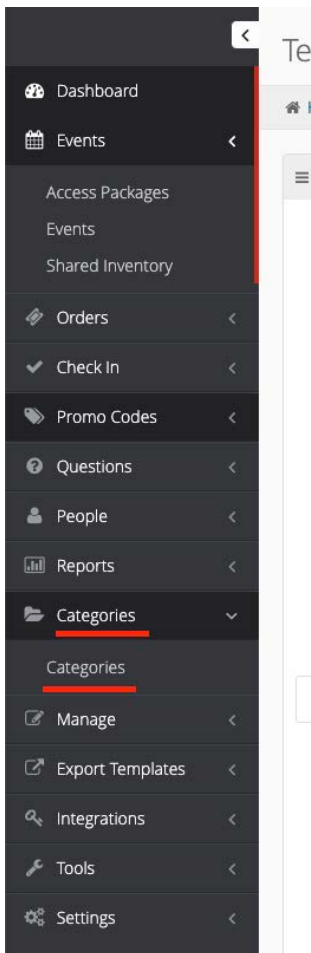 Te
Dashboard
Events
Access Packages
Events
Shared Inventory
Orders
Check In
Promo Codes
Questions
People
Reports
Categories
Categories
Manage
Export Templates
Integrations
Tools
Settings